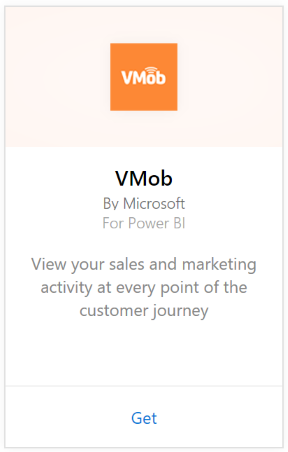 VMob
VMob
By Microsoft
For Power BI
View your sales and marketing
activity at every point of the
customer journey
Get